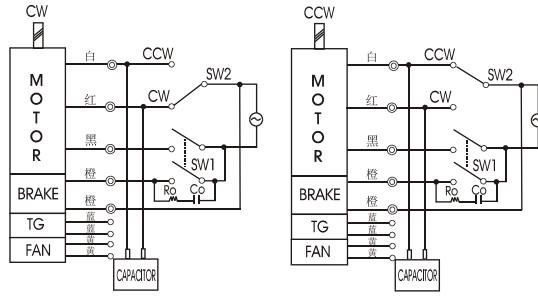 CW
白
CCW
SW2
红
CW
MOTOR
黑
SW1
橙
BRAKE
Ro
Co
橙
TG
蓝
蓝
FAN
黄
黄
CAPACITOR
CCW
白
CCW
SW2
红
CW
MOTOR
黑
SW1
橙
BRAKE
Ro
Co
橙
TG
蓝
蓝
FAN
黄
黄
CAPACITOR